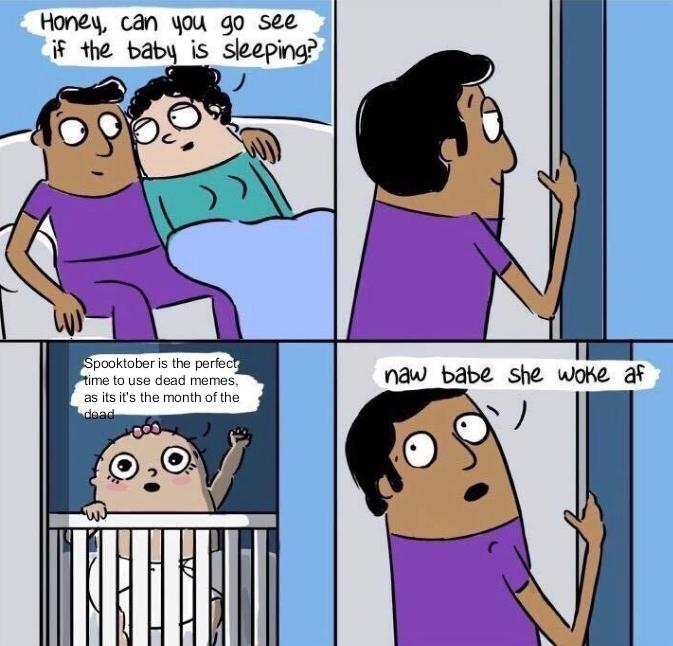 Honey, can you go see
if the baby is sleeping?
Spooktober is the perfect
time to use dead memes,
as its it's the month of the
dead
naw babe she woke af